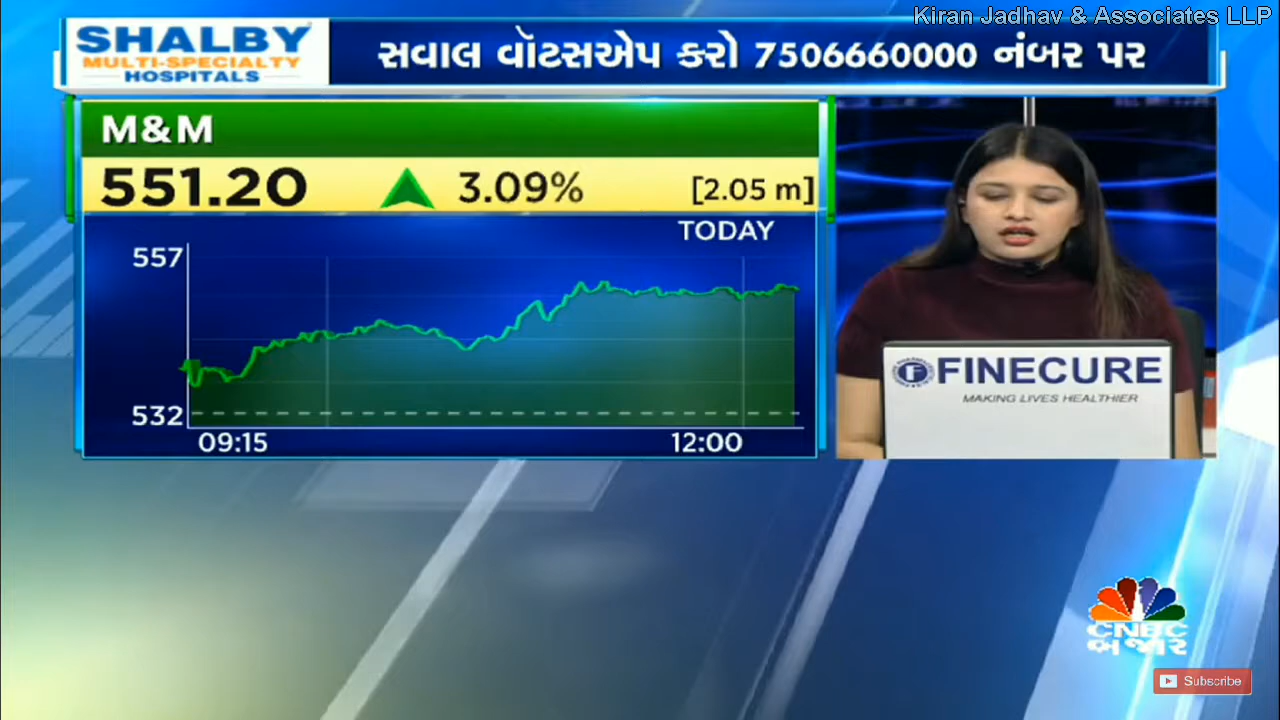 Kiran Jadhav & Associates LLP
SHALBY
MULTI-SPECIALTY
HOSPITALS
સવાલ વૉટસએપ કરો 7506660000 નંબર પર
M&M
551.20 3.09% [2.05 m]
TODAY
557
532
09:15 12:00
FINECURE
MAKING LIVES HEALTHIER
CNBC
બજાર
Subscribe